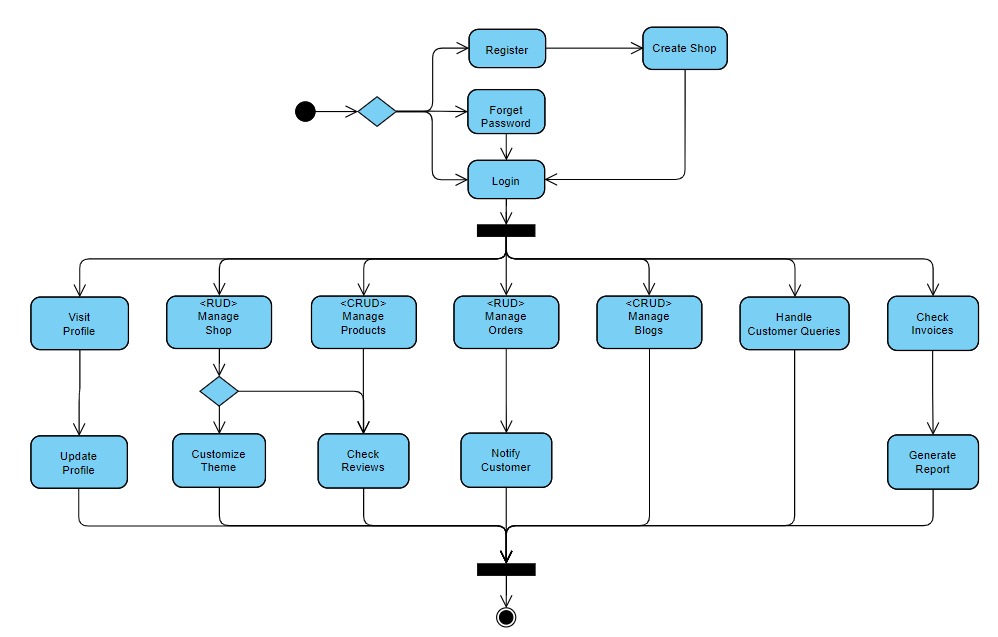 Register
Create Shop
Forget
Password
Login
Visit
Profile
<RUD>
Manage
Shop
<CRUD>
Manage
Products
<RUD>
Manage
Orders
<CRUD>
Manage
Blogs
Handle
Customer Queries
Check
Invoices
Update
Profile
Customize
Theme
Check
Reviews
Notify
Customer
Generate
Report